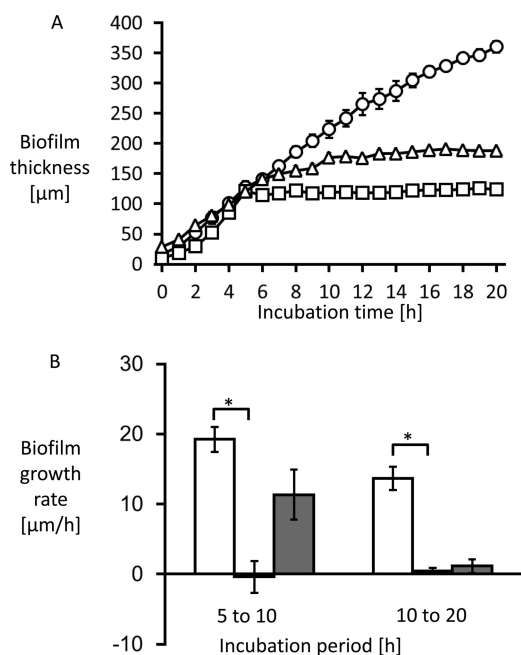 A
400
350
300
250
200
150
100
50
0
Biofilm
thickness
[µm]
0 2 4 6 8 10 12 14 16 18 20
Incubation time [h]
B
30
20
10
0
-10
Biofilm
growth
rate
[µm/h]
*
*
5 to 10 10 to 20
Incubation period [h]